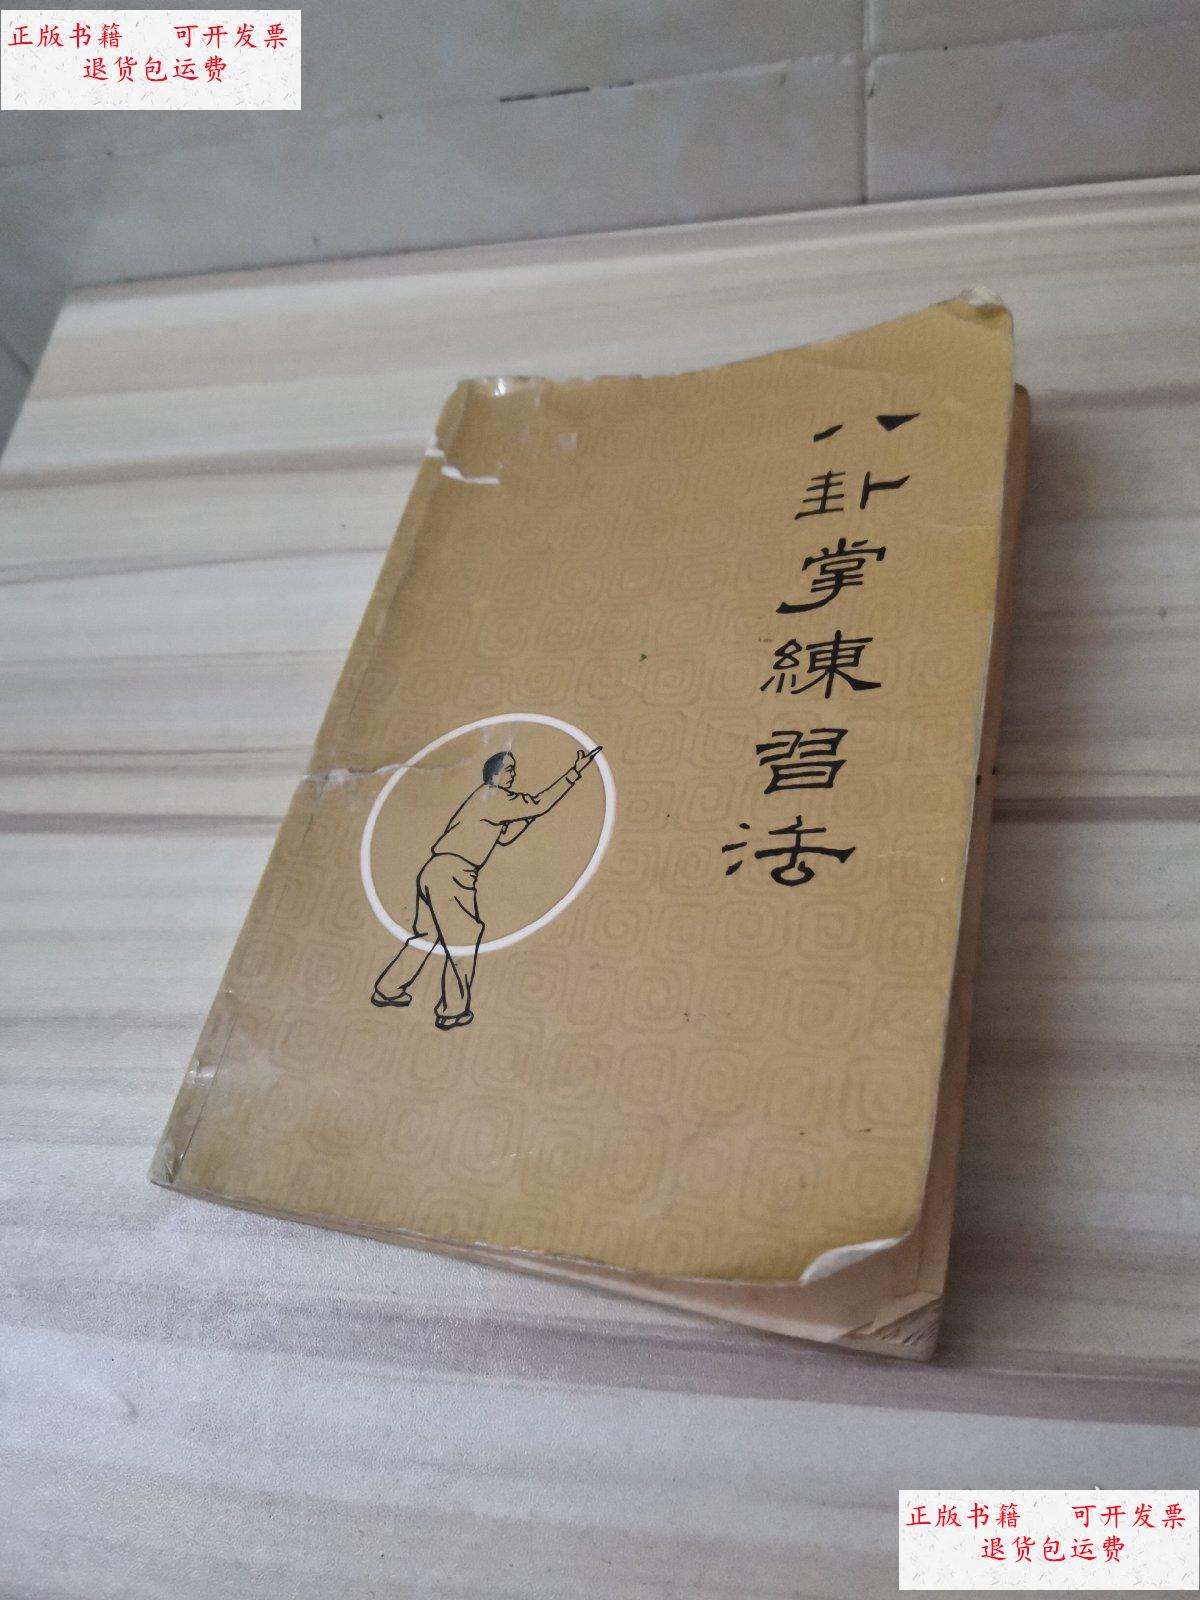 正版书籍 可开发票
退货包运费
八卦掌練習法
正版书籍 可开发票
退货包运费